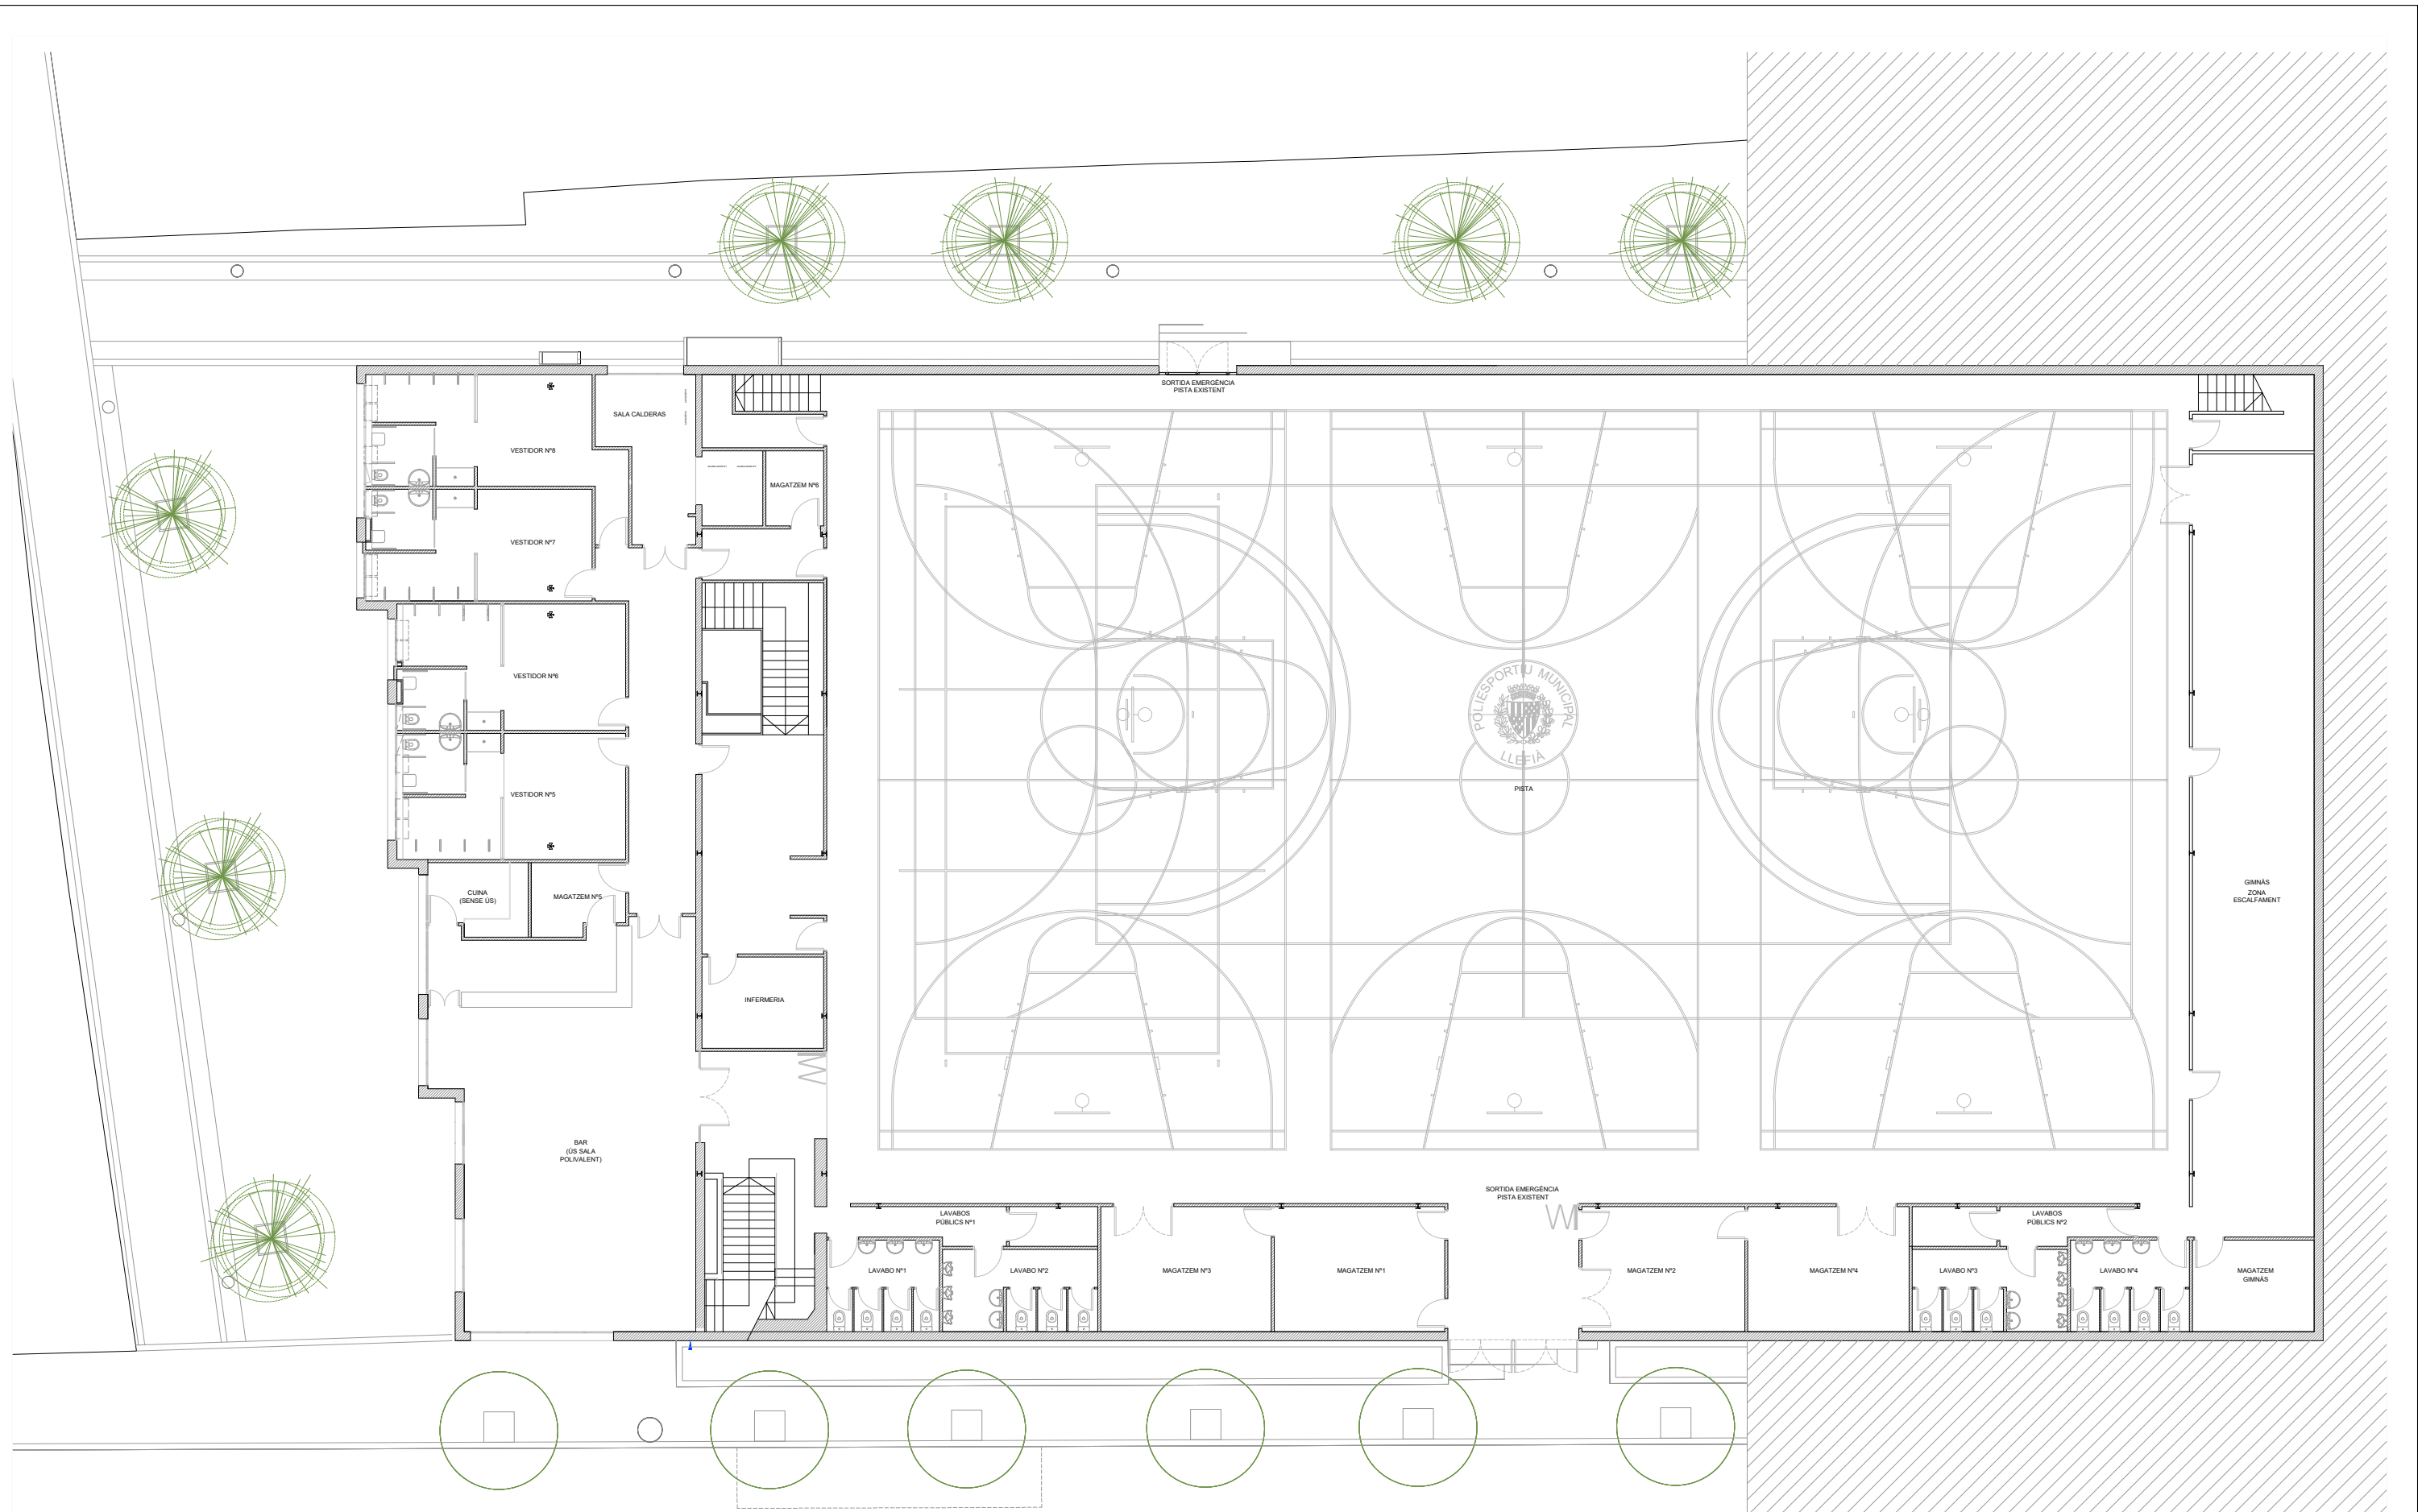 SORTIDA EMERGÈNCIA
PISTA EXISTENT
SALA CALDERAS
VESTIDOR Nº8
MAGATZEM Nº6
VESTIDOR Nº7
VESTIDOR Nº6
POLIESPORTIU MUNICIPAL
LLEFIÀ
PISTA
VESTIDOR Nº5
CUINA
(SENSE ÚS)
MAGATZEM Nº5
GIMNÀS
ZONA
ESCALFAMENT
INFERMERIA
BAR
(ÚS SALA
POLIVALENT)
SORTIDA EMERGÈNCIA
PISTA EXISTENT
LAVABOS
PÚBLICS Nº1
LAVABOS
PÚBLICS Nº2
LAVABO Nº1
LAVABO Nº2
MAGATZEM Nº3
MAGATZEM Nº1
MAGATZEM Nº2
MAGATZEM Nº4
LAVABO Nº3
LAVABO Nº4
MAGATZEM
GIMNÀS